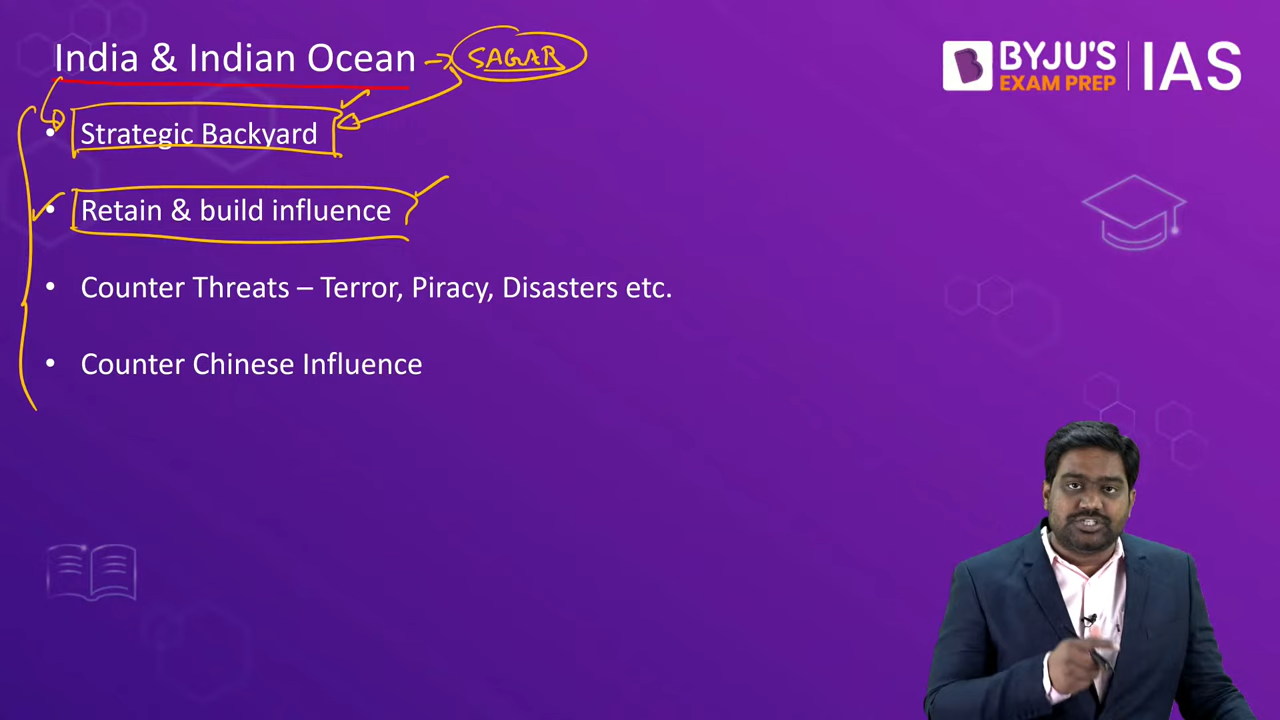 India & Indian Ocean → SAGAR
BYJU'S
EXAM PREP
IAS
• Strategic Backyard
• Retain & build influence
• Counter Threats – Terror, Piracy, Disasters etc.
• Counter Chinese Influence